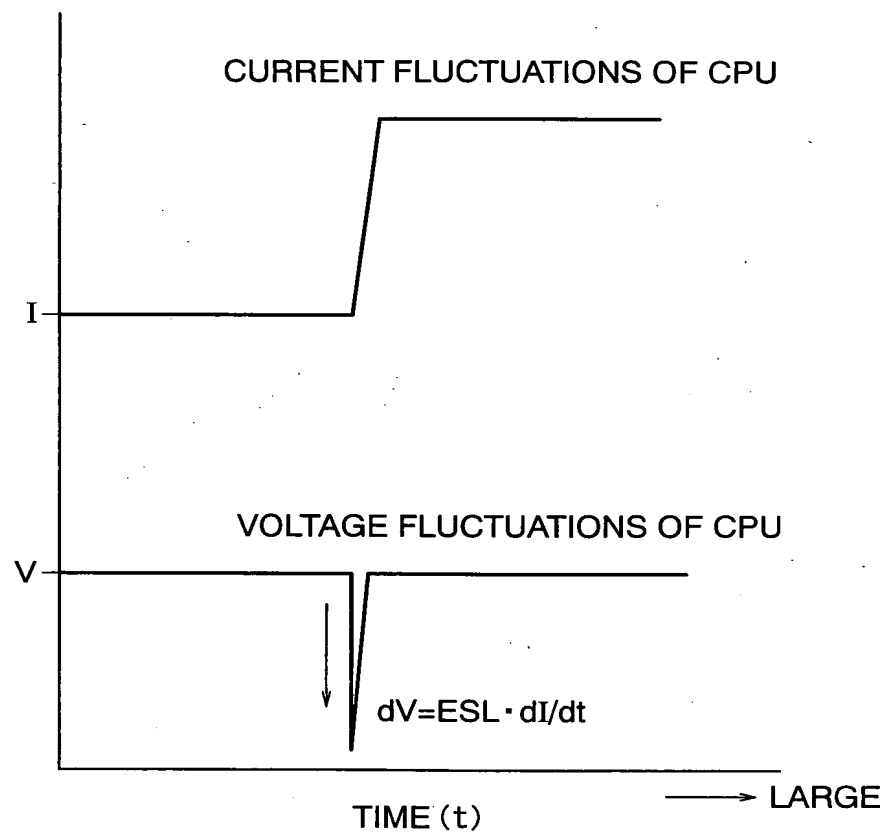 CURRENT FLUCTUATIONS OF CPU
I
VOLTAGE FLUCTUATIONS OF CPU
V
dV=ESL·dI/dt
LARGE
TIME (t)